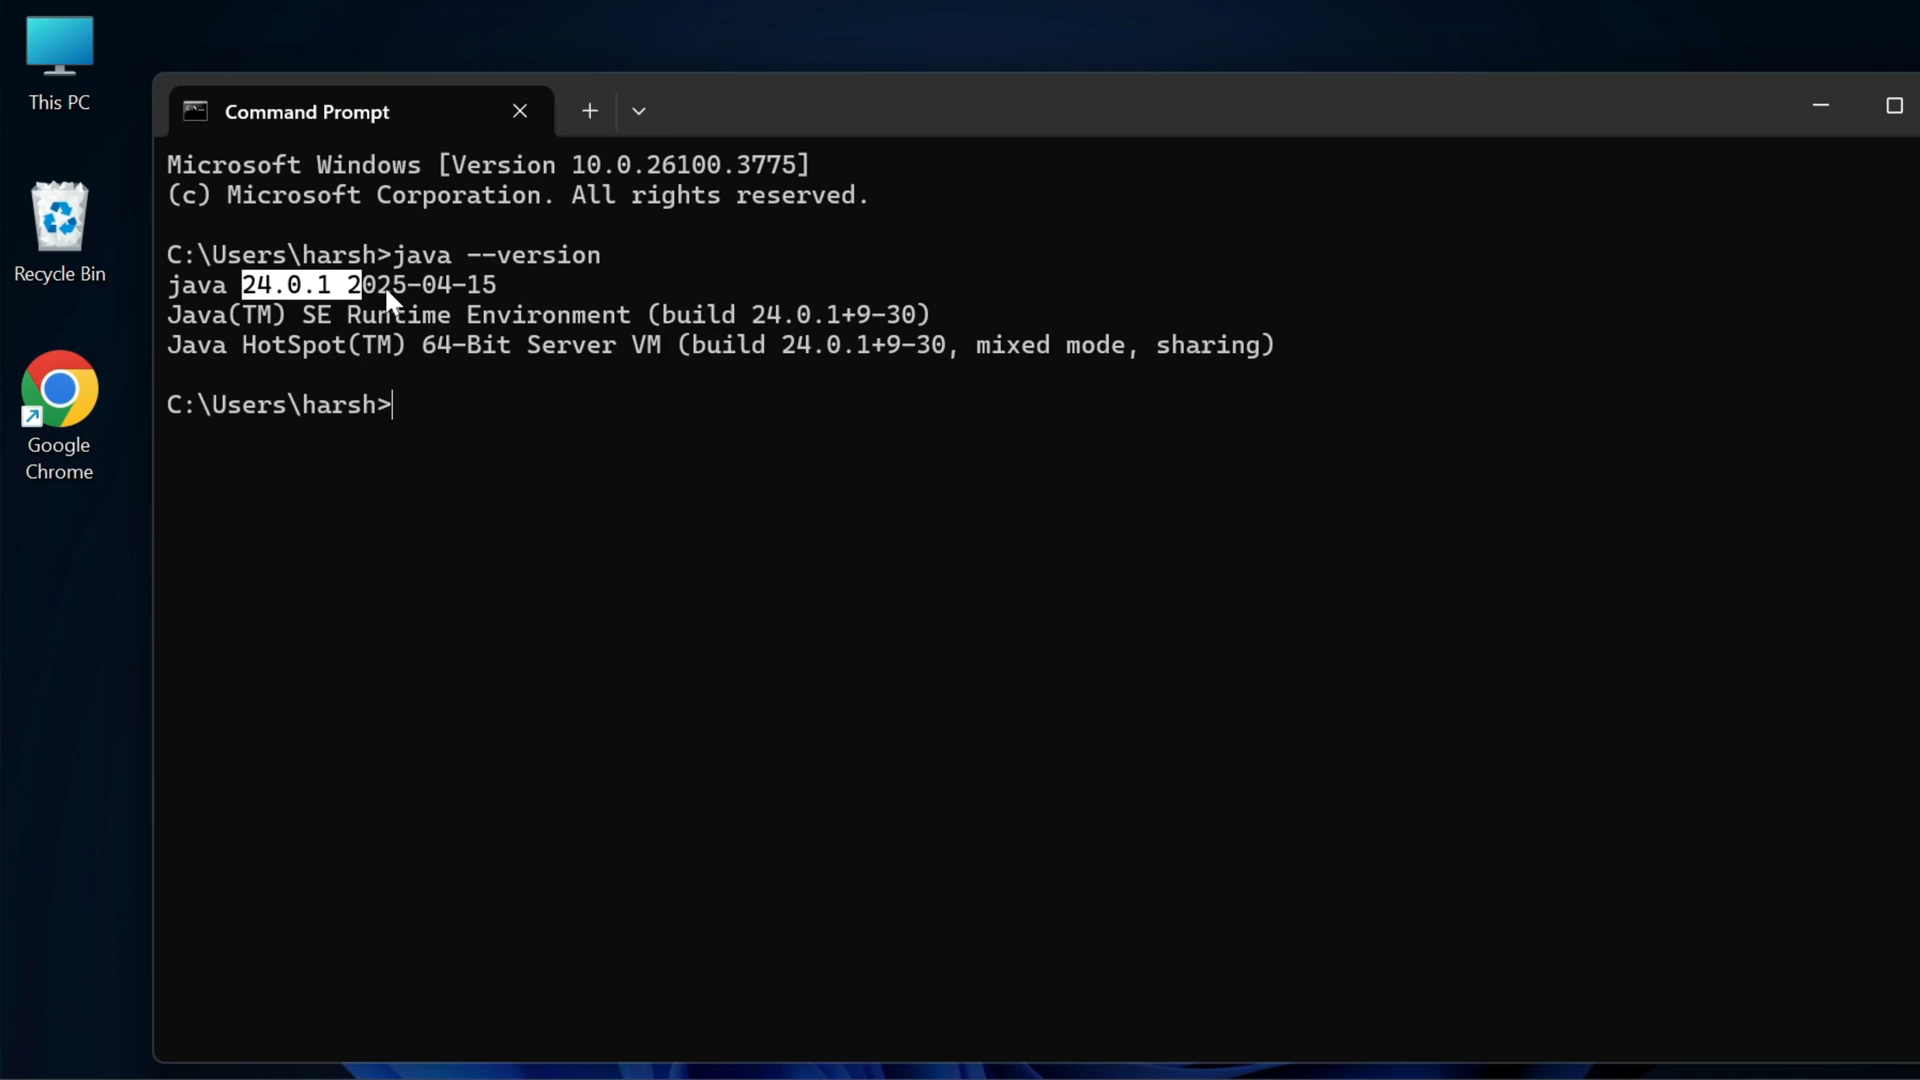 This PC
Recycle Bin
Google
Chrome
Command Prompt
Microsoft Windows [Version 10.0.26100.3775]
(c) Microsoft Corporation. All rights reserved.
C:\Users\harsh>java --version
java 24.0.1 2025-04-15
Java(TM) SE Runtime Environment (build 24.0.1+9-30)
Java HotSpot(TM) 64-Bit Server VM (build 24.0.1+9-30, mixed mode, sharing)
C:\Users\harsh>